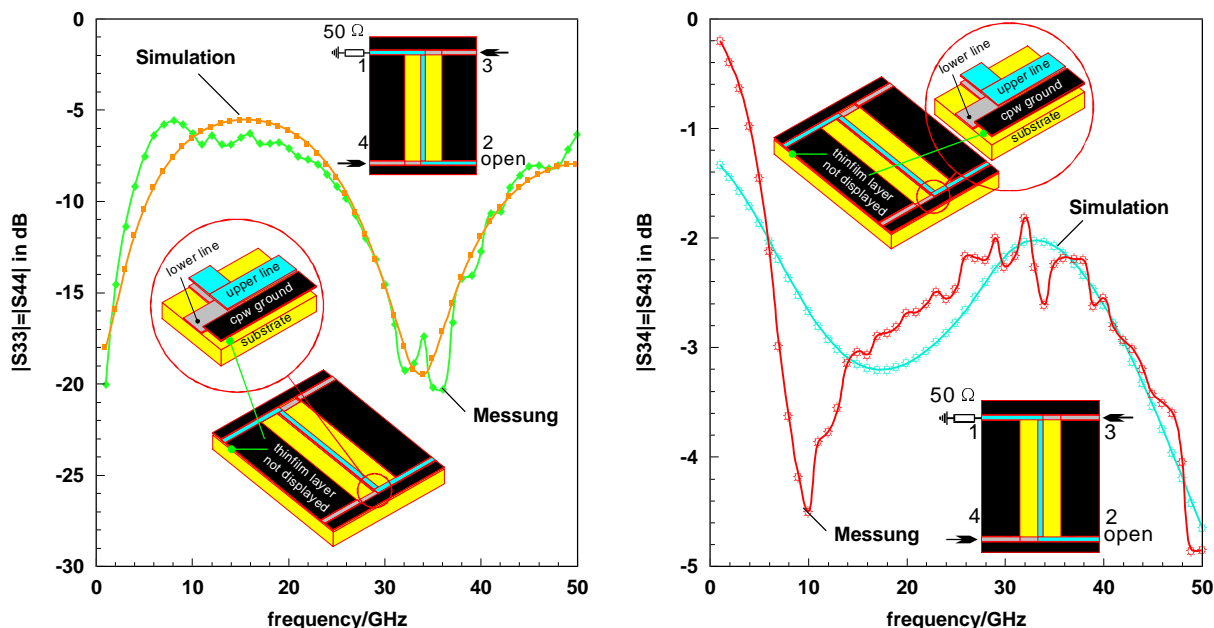 |S33|=|S44| in dB
0
-5
-10
-15
-20
-25
-30
0
10
20
30
40
50
frequency/GHz
Simulation
50 Ω
1
3
4
2
open
lower line
upper line
cpw ground
substrate
Messung
thinfilm layer
not displayed
|S34|=|S43| in dB
0
-1
-2
-3
-4
-5
0
10
20
30
40
50
frequency/GHz
lower line
upper line
cpw ground
substrate
thinfilm layer
not displayed
Simulation
50 Ω
1
3
4
2
open
Messung